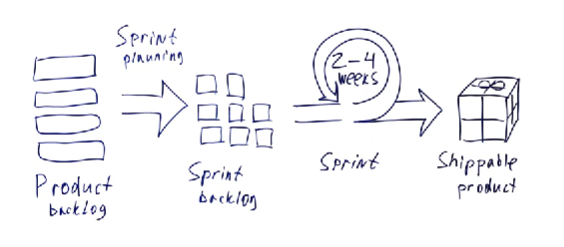 Sprint
planning
2-4
weeks
Product
backlog
Sprint
backlog
Sprint
Shippable
product